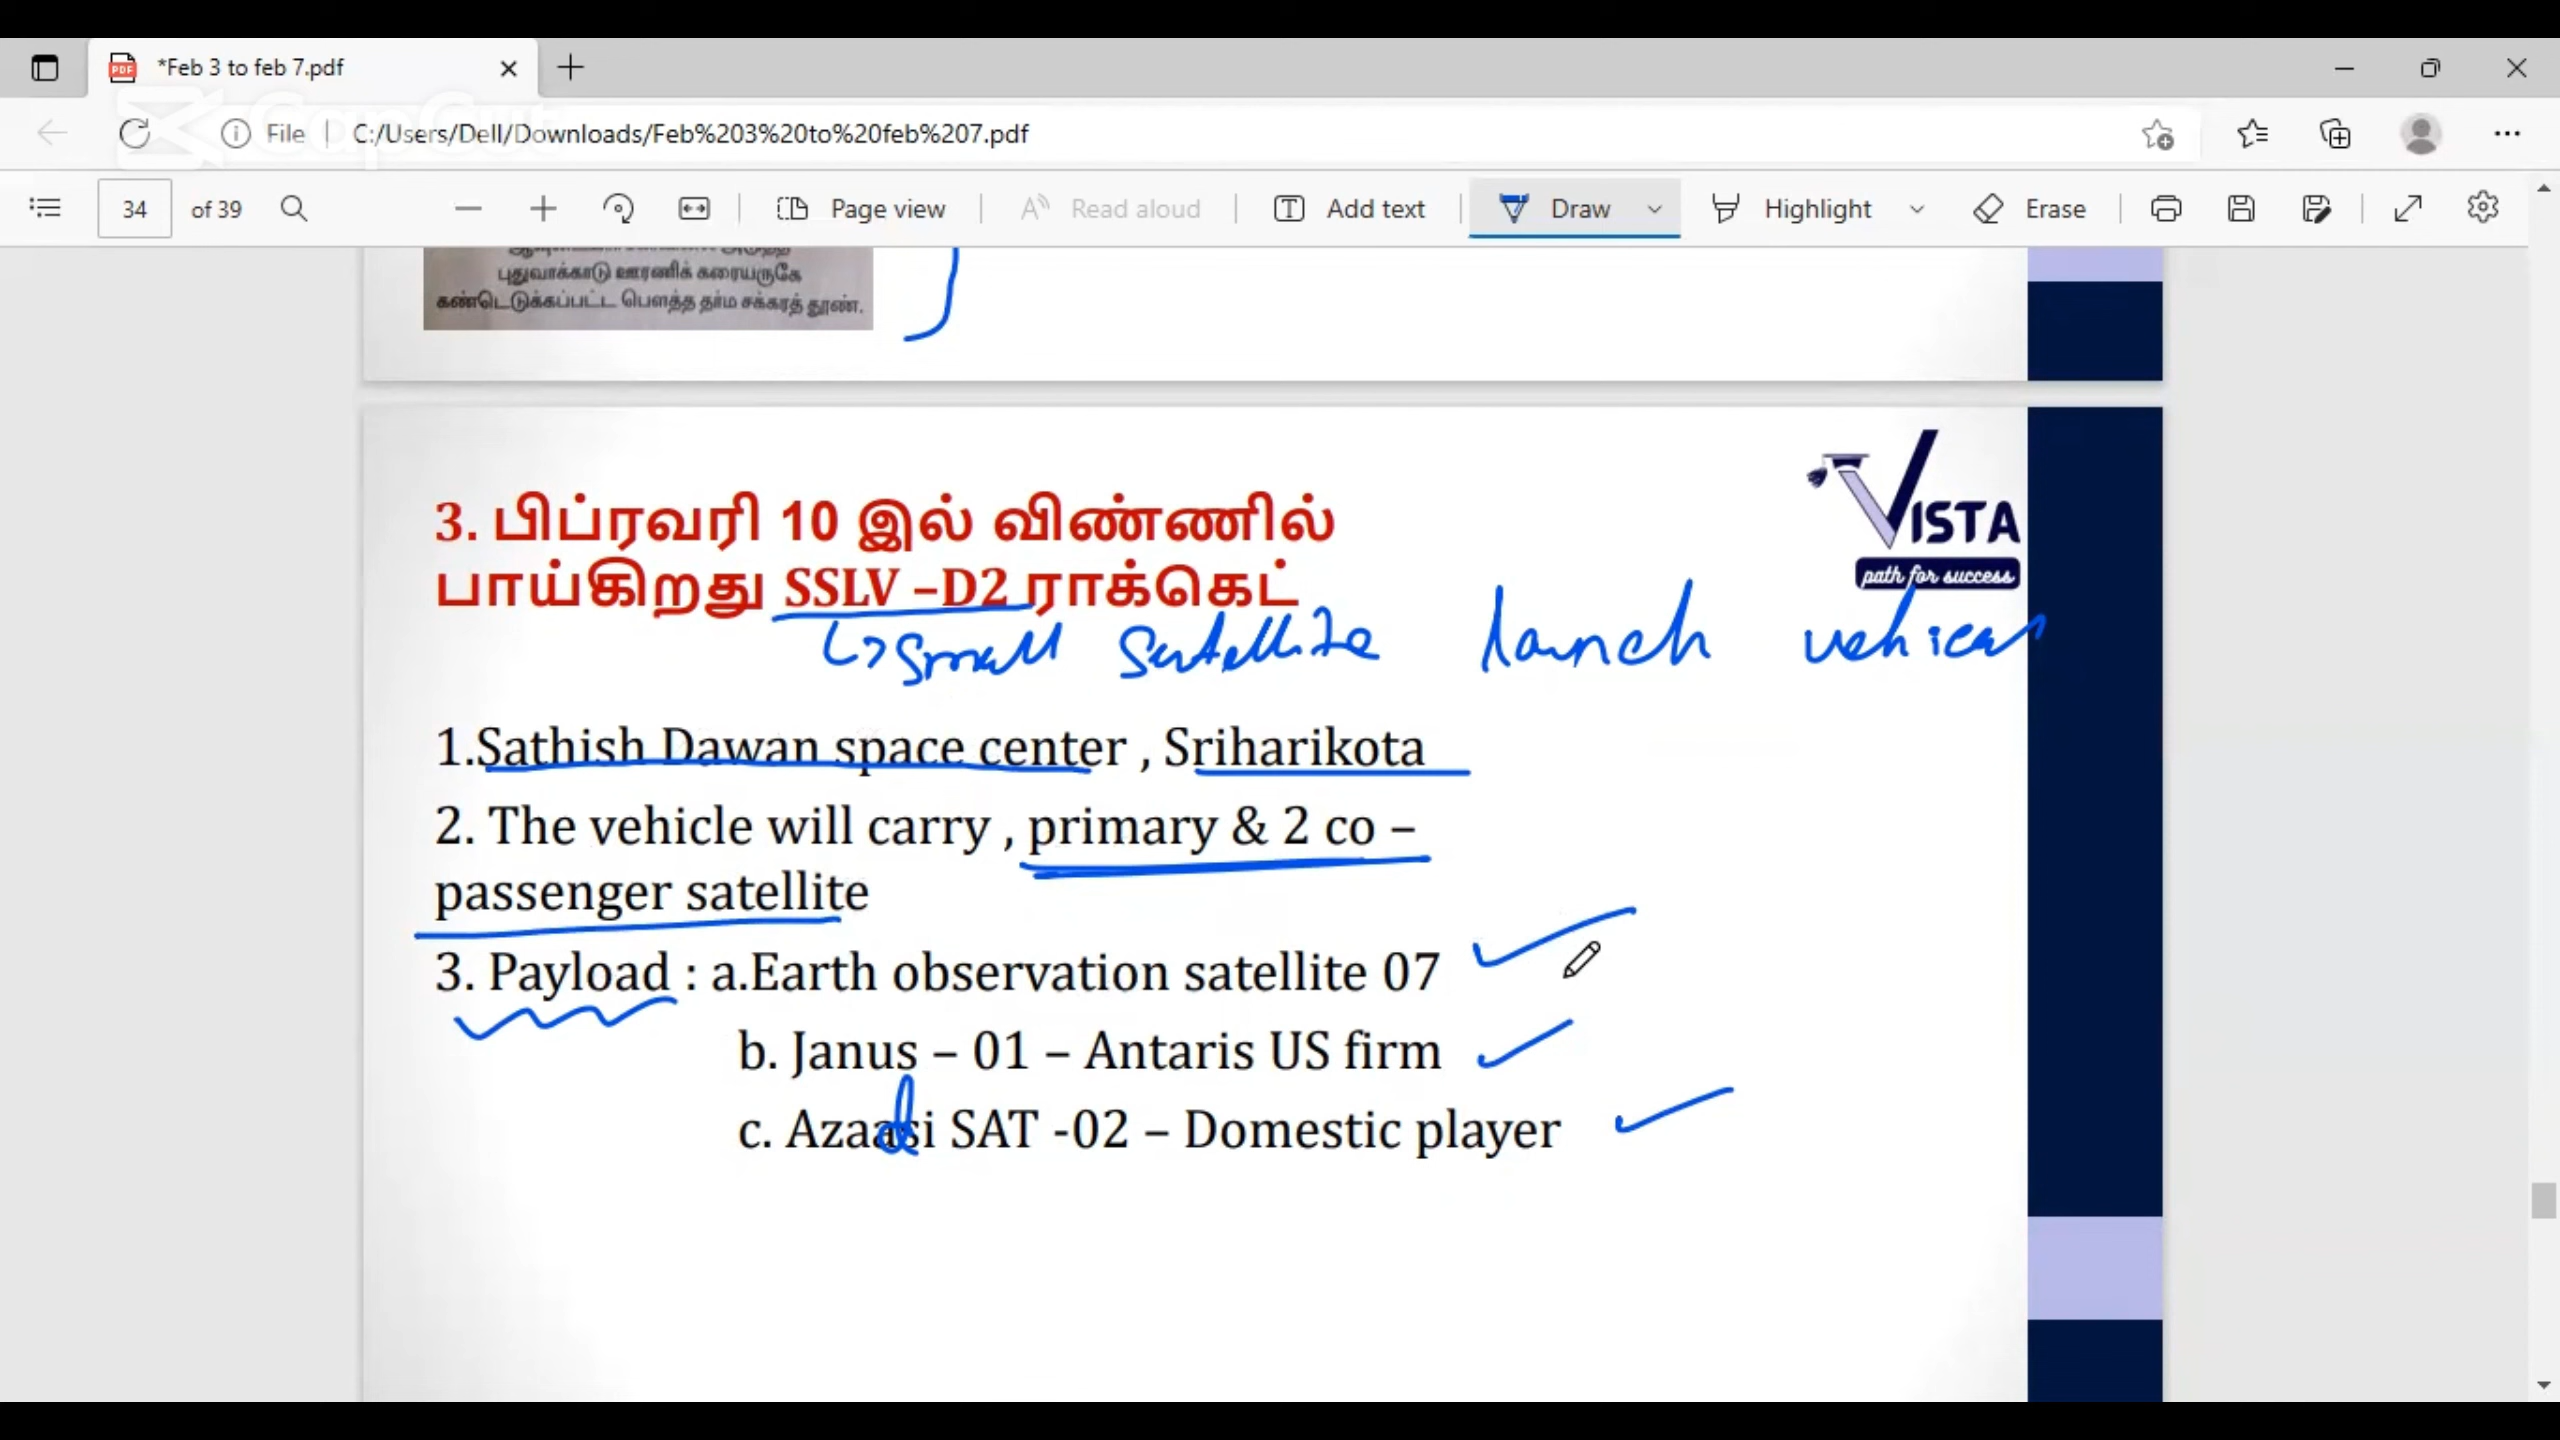 *Feb 3 to feb 7.pdf
CapCut
File | C:/Users/Dell/Downloads/Feb%203%20to%20feb%207.pdf
34 of 39 Page view Read aloud Add text Draw Highlight Erase
புதுவாக்காடு ஊரணிக் கரையருகே
கண்டெடுக்கப்பட்ட பௌத்த தர்ம சக்கரத் தூண்.
VISTA
path for success
3. பிப்ரவரி 10 இல் விண்ணில்
பாய்கிறது SSLV –D2 ராக்கெட்
small satellite launch
1.Sathish Dawan space center , Sriharikota
2. The vehicle will carry , primary & 2 co –
passenger satellite
3. Payload : a.Earth observation satellite 07
b. Janus – 01 – Antaris US firm
c. Azaasi SAT -02 – Domestic player
d